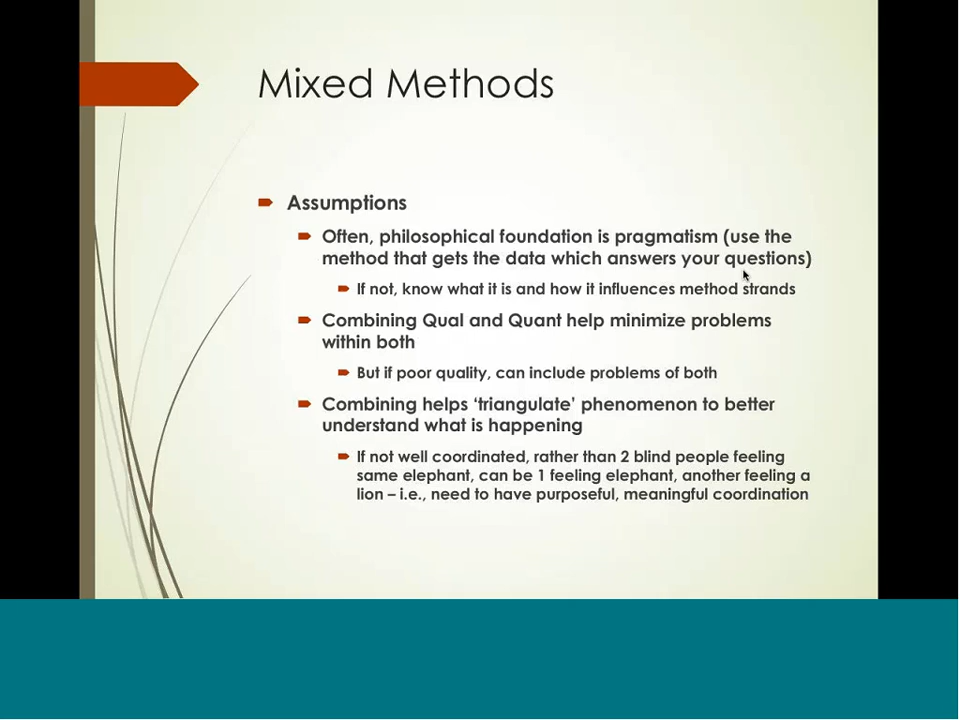 Mixed Methods
Assumptions
Often, philosophical foundation is pragmatism (use the
method that gets the data which answers your questions)
If not, know what it is and how it influences method strands
Combining Qual and Quant help minimize problems
within both
But if poor quality, can include problems of both
Combining helps ‘triangulate’ phenomenon to better
understand what is happening
If not well coordinated, rather than 2 blind people feeling
same elephant, can be 1 feeling elephant, another feeling a
lion – i.e., need to have purposeful, meaningful coordination